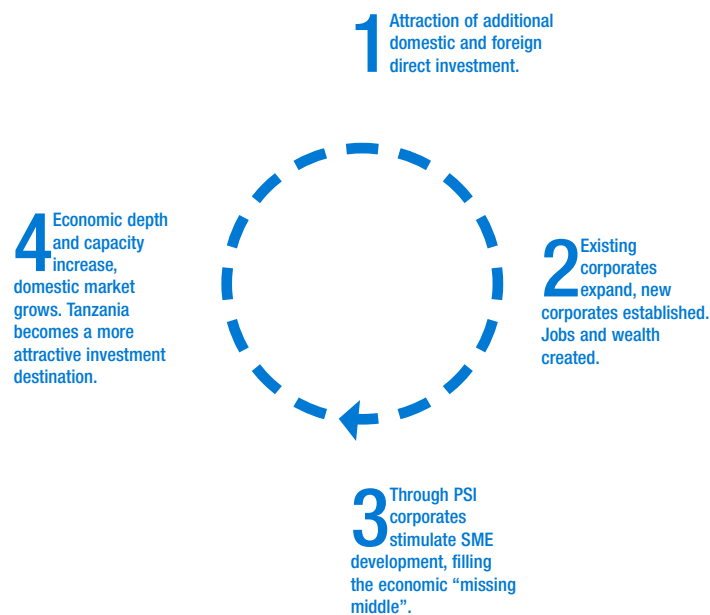 1 Attraction of additional
domestic and foreign
direct investment.
2 Existing
corporates
expand, new
corporates established.
Jobs and wealth
created.
3 Through PSI
corporates
stimulate SME
development, filling
the economic “missing
middle”.
4 Economic depth
and capacity
increase,
domestic market
grows. Tanzania
becomes a more
attractive investment
destination.